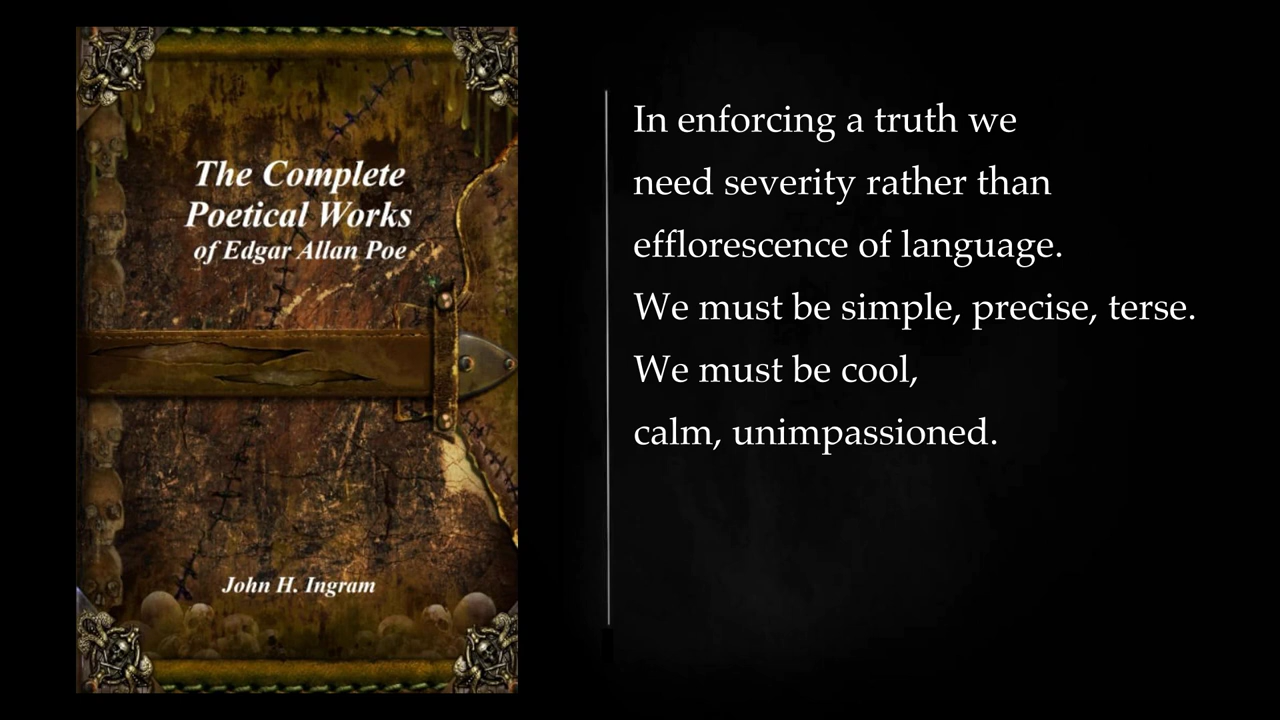 The Complete
Poetical Works
of Edgar Allan Poe
John H. Ingram
In enforcing a truth we
need severity rather than
efflorescence of language.
We must be simple, precise, terse.
We must be cool,
calm, unimpassioned.